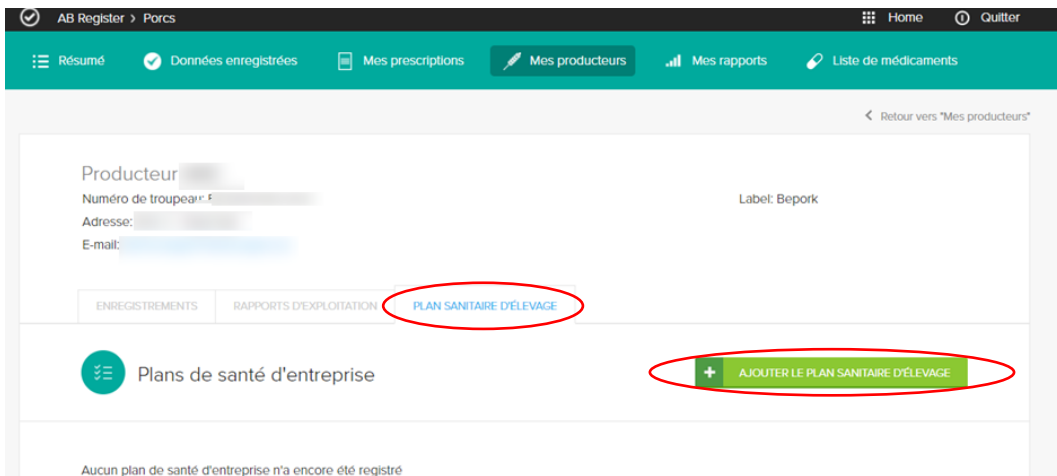 AB Register > Porcs Home Quitter
Résumé Données enregistrées Mes prescriptions Mes producteurs Mes rapports Liste de médicaments
< Retour vers "Mes producteurs"
Producteur
Numéro de troupeau:
Label: Bepork
Adresse:
E-mail:
ENREGISTREMENTS RAPPORTS D'EXPLOITATION PLAN SANITAIRE D'ÉLEVAGE
Plans de santé d'entreprise
+ AJOUTER LE PLAN SANITAIRE D'ÉLEVAGE
Aucun plan de santé d'entreprise n'a encore été registré